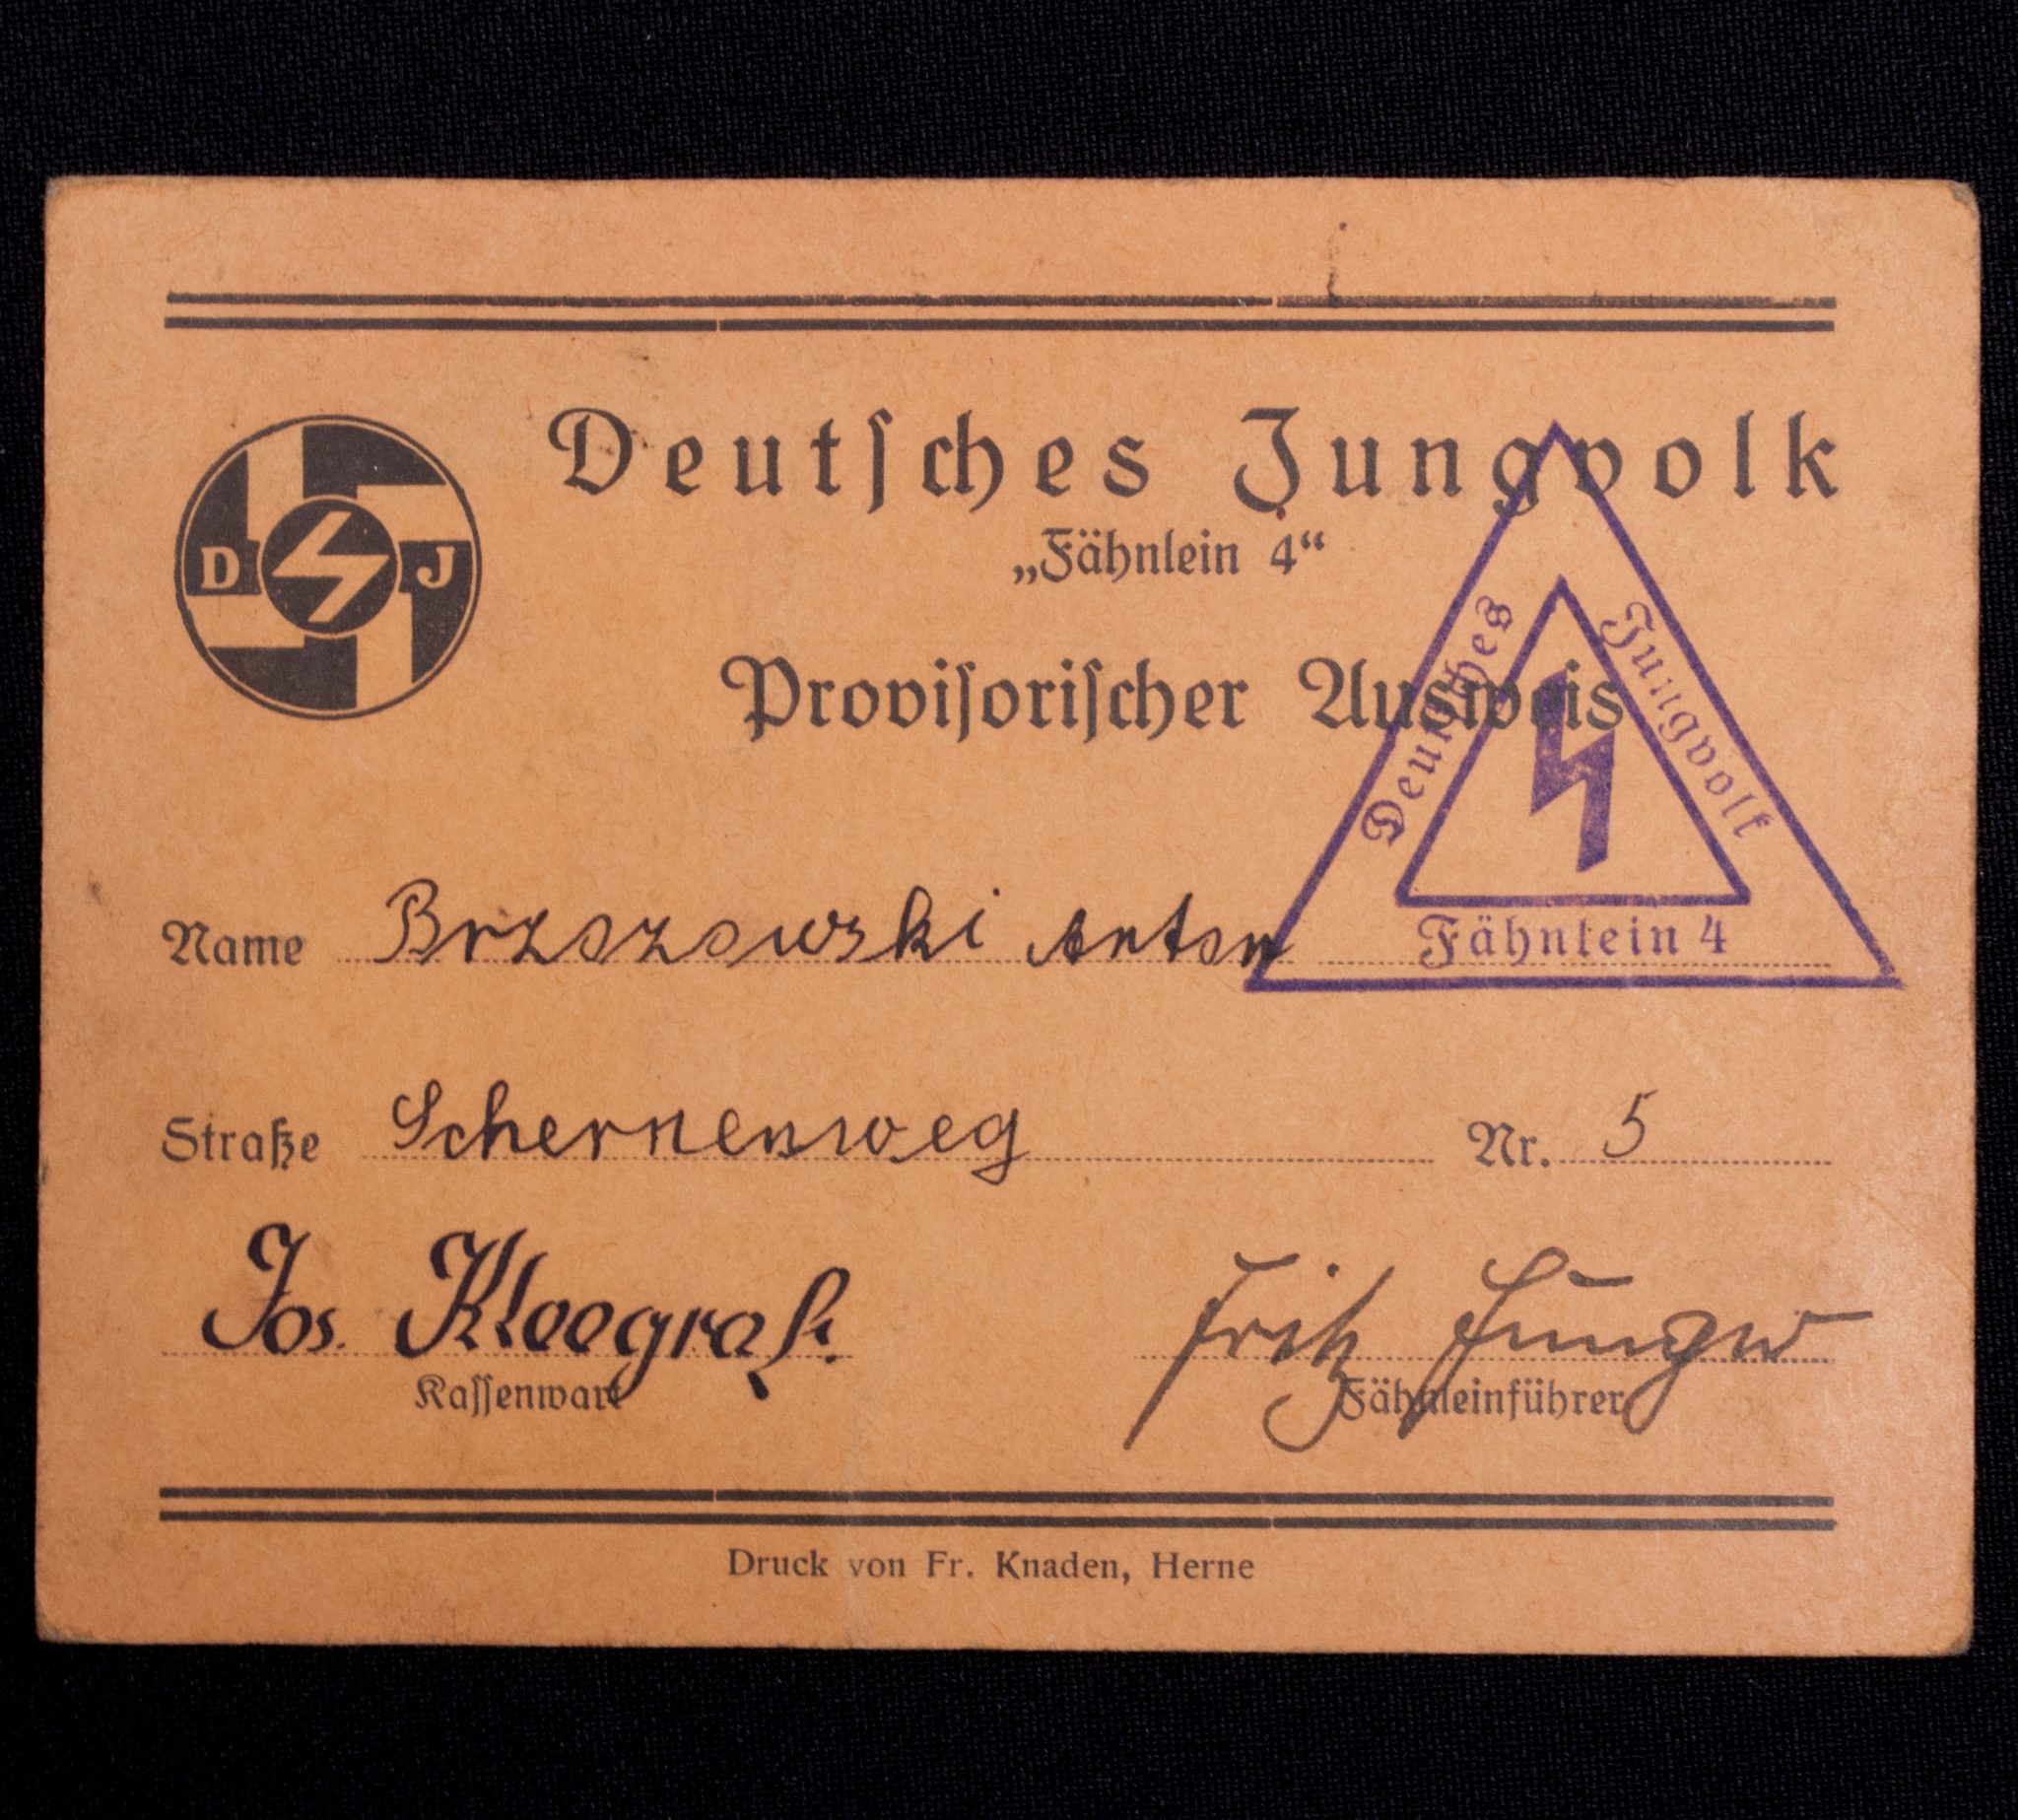 Deutsches Jungvolk
„Fähnlein 4“
D J
Provisorischer Ausweis
Deutsches Jungvolk
Fähnlein 4
Name Brzozowski Anton
Straße Schernenweg Nr. 5
Jos. Kleegraf.
Kassenwart
Fritz
Fähnleinführer
Druck von Fr. Knaden, Herne